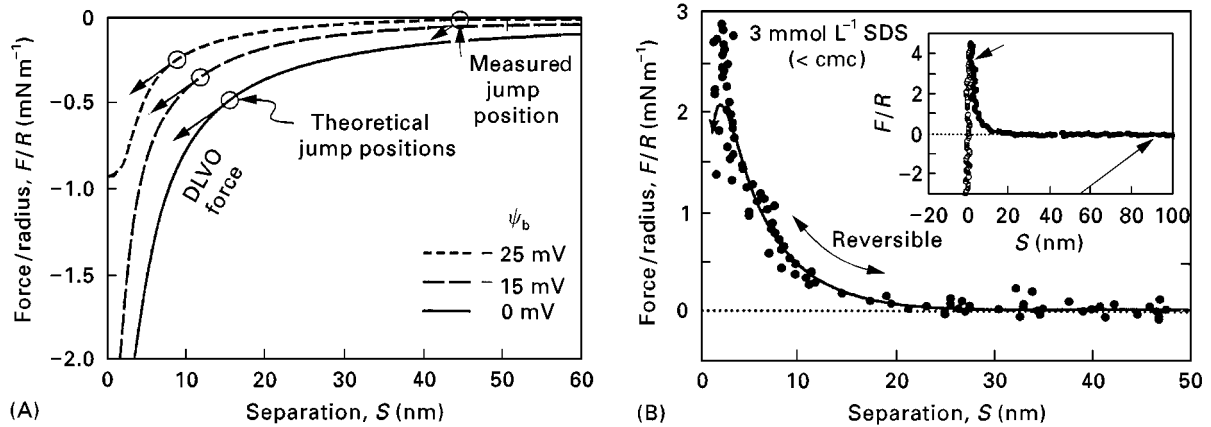 0
−0.5
−1.0
−1.5
−2.0
0
10
20
30
40
50
60
Force/radius, F/R (mN m⁻¹)
Separation, S (nm)
Measured
jump
position
Theoretical
jump positions
DLVO
force
ψb
25 mV
15 mV
0 mV
(A)
3
2
1
0
0
10
20
30
40
50
Force/radius, F/R (mN m⁻¹)
Separation, S (nm)
3 mmol L⁻¹ SDS
(< cmc)
Reversible
4
2
0
−2
−20
0
20
40
60
80
100
F/R
S (nm)
(B)